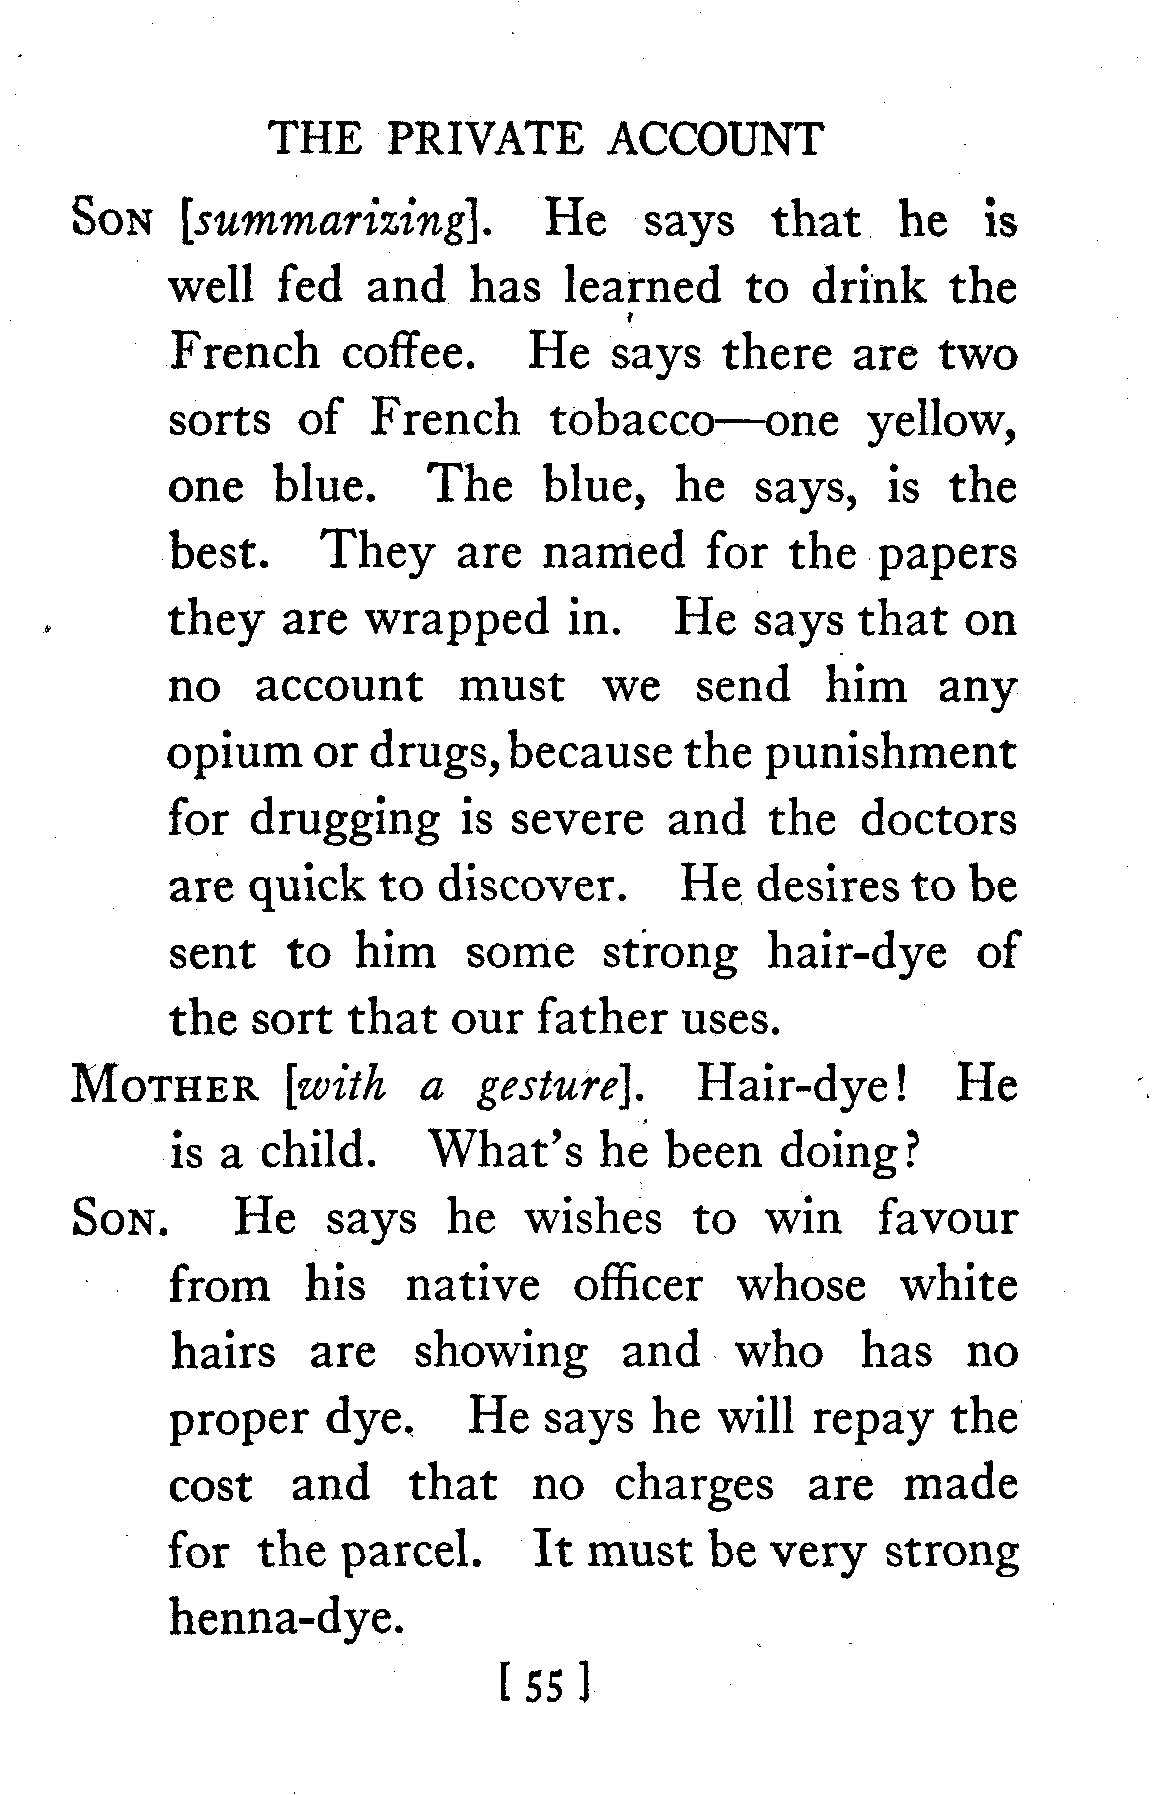 THE PRIVATE ACCOUNT
SON [summarizing]. He says that he is
well fed and has learned to drink the
French coffee. He says there are two
sorts of French tobacco—one yellow,
one blue. The blue, he says, is the
best. They are named for the papers
they are wrapped in. He says that on
no account must we send him any
opium or drugs, because the punishment
for drugging is severe and the doctors
are quick to discover. He desires to be
sent to him some strong hair-dye of
the sort that our father uses.
MOTHER [with a gesture]. Hair-dye! He
is a child. What's he been doing?
SON. He says he wishes to win favour
from his native officer whose white
hairs are showing and who has no
proper dye. He says he will repay the
cost and that no charges are made
for the parcel. It must be very strong
henna-dye.
[ 55 ]